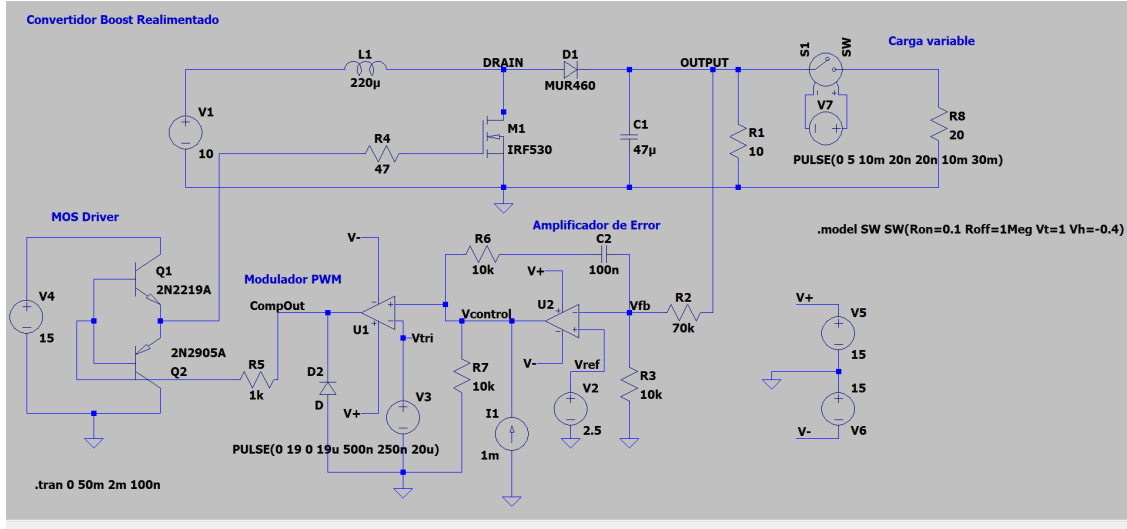 Convertidor Boost Realimentado
L1
220µ
DRAIN
D1
MUR460
OUTPUT
S1
SW
Carga variable
V1
10
R4
47
M1
IRF530
C1
47µ
R1
10
V7
PULSE(0 5 10m 20n 20n 10m 30m)
R8
20
MOS Driver
Amplificador de Error
.model SW SW(Ron=0.1 Roff=1Meg Vt=1 Vh=-0.4)
V-
R6
10k
C2
100n
Q1
2N2219A
Modulador PWM
V+
U2
Vfb
R2
70k
V+
V5
15
V4
15
CompOut
U1
Vcontrol
Vtri
2N2905A
Q2
R5
1k
D2
D
V+
V3
R7
10k
V-
Vref
V2
2.5
R3
10k
I1
1m
15
V6
V-
PULSE(0 19 0 19u 500n 250n 20u)
.tran 0 50m 2m 100n